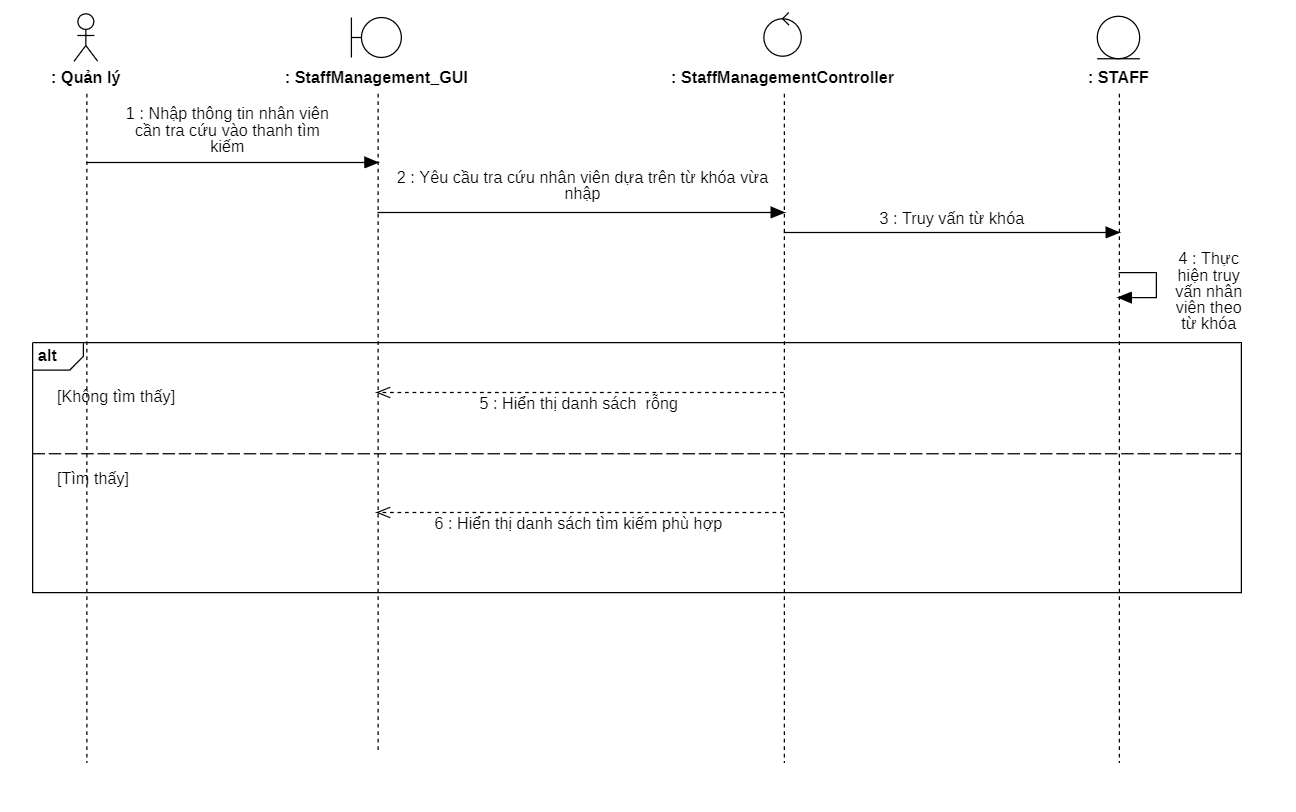 : Quản lý
: StaffManagement_GUI
: StaffManagementController
: STAFF
1 : Nhập thông tin nhân viên
cần tra cứu vào thanh tìm
kiếm
2 : Yêu cầu tra cứu nhân viên dựa trên từ khóa vừa
nhập
3 : Truy vấn từ khóa
4 : Thực
hiện truy
vấn nhân
viên theo
từ khóa
alt
[Không tìm thấy]
5 : Hiển thị danh sách  rỗng
[Tìm thấy]
6 : Hiển thị danh sách tìm kiếm phù hợp